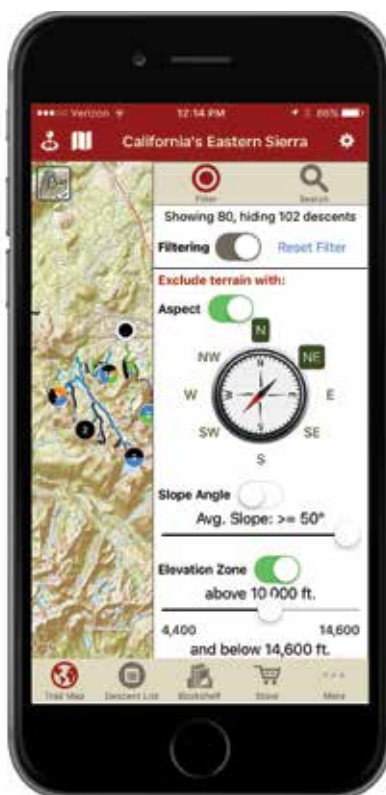 Verizon 12:14 PM 86%
California's Eastern Sierra
Filter Search
Showing 80, hiding 102 descents
Filtering Reset Filter
Exclude terrain with:
Aspect
N
NW NE
W E
SW SE
S
Slope Angle
Avg. Slope: >= 50°
Elevation Zone
above 10,000 ft.
4,400 14,600
and below 14,600 ft.
Trail Map Descent List Bookshelf Store More